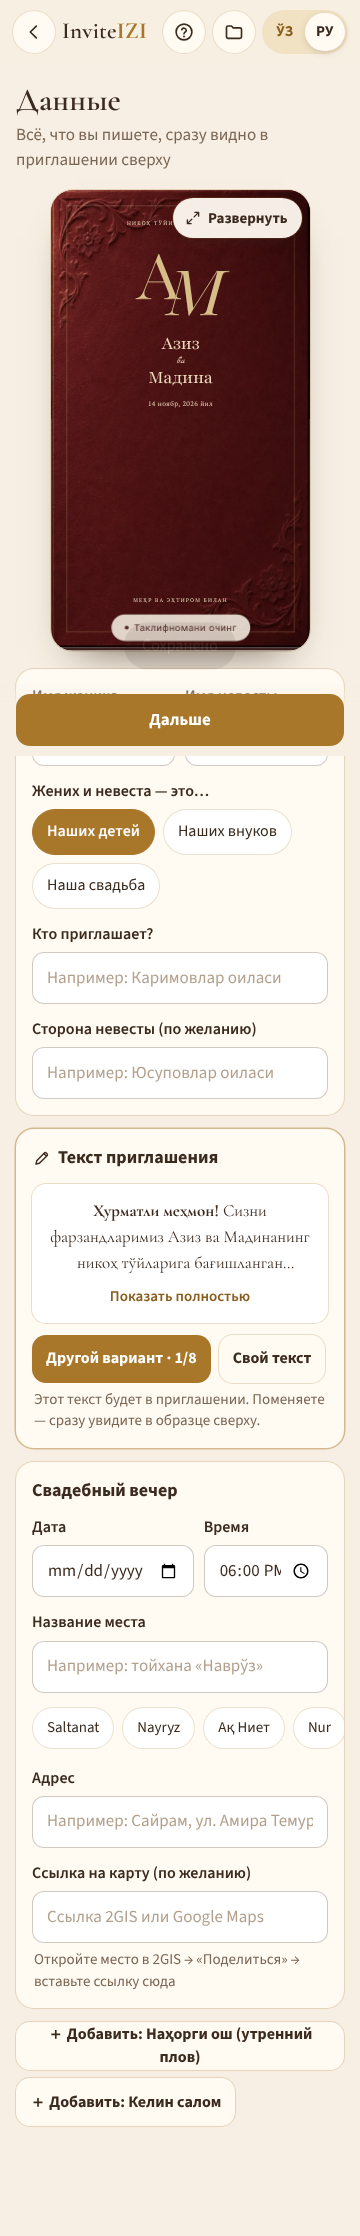 InviteIZI
ЎЗ
РУ
Данные
Всё, что вы пишете, сразу видно в
приглашении сверху
Развернуть
АМ
Азиз
ва
Мадина
14 ноябр, 2026 йил
МЕҲР ВА ЭҲТИРОМ БИЛАН
Таклифномани очинг
Дальше
Жених и невеста — это…
Наших детей
Наших внуков
Наша свадьба
Кто приглашает?
Например: Каримовлар оиласи
Сторона невесты (по желанию)
Например: Юсуповлар оиласи
Текст приглашения
Ҳурматли меҳмон! Сизни
фарзандларимиз Азиз ва Мадинанинг
никоҳ тўйларига бағишланган...
Показать полностью
Другой вариант · 1/8
Свой текст
Этот текст будет в приглашении. Поменяете
— сразу увидите в образце сверху.
Свадебный вечер
Дата
Время
mm/dd/yyyy
06:00 PM
Название места
Например: тойхана «Наврўз»
Saltanat
Nayryz
Ақ Ниет
Nur
Адрес
Например: Сайрам, ул. Амира Темур
Ссылка на карту (по желанию)
Ссылка 2GIS или Google Maps
Откройте место в 2GIS → «Поделиться» →
вставьте ссылку сюда
+ Добавить: Наҳорги ош (утренний
плов)
+ Добавить: Келин салом